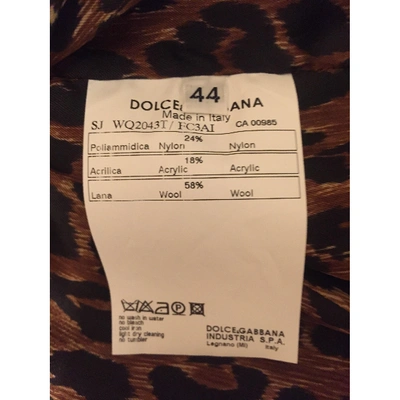 44
DOLCE ANA
Made in Italy
SJ WQ2043T/ FC3AI CA 00985
24%
Poliammidica Nylon Nylon
18%
Acrilica Acrylic Acrylic
58%
Lana Wool Wool
no wash in water
no bleach
cool iron
light dry cleaning
no tumbler
DOLCE&GABBANA
INDUSTRIA S.P.A.
Legnano (MI) Italy